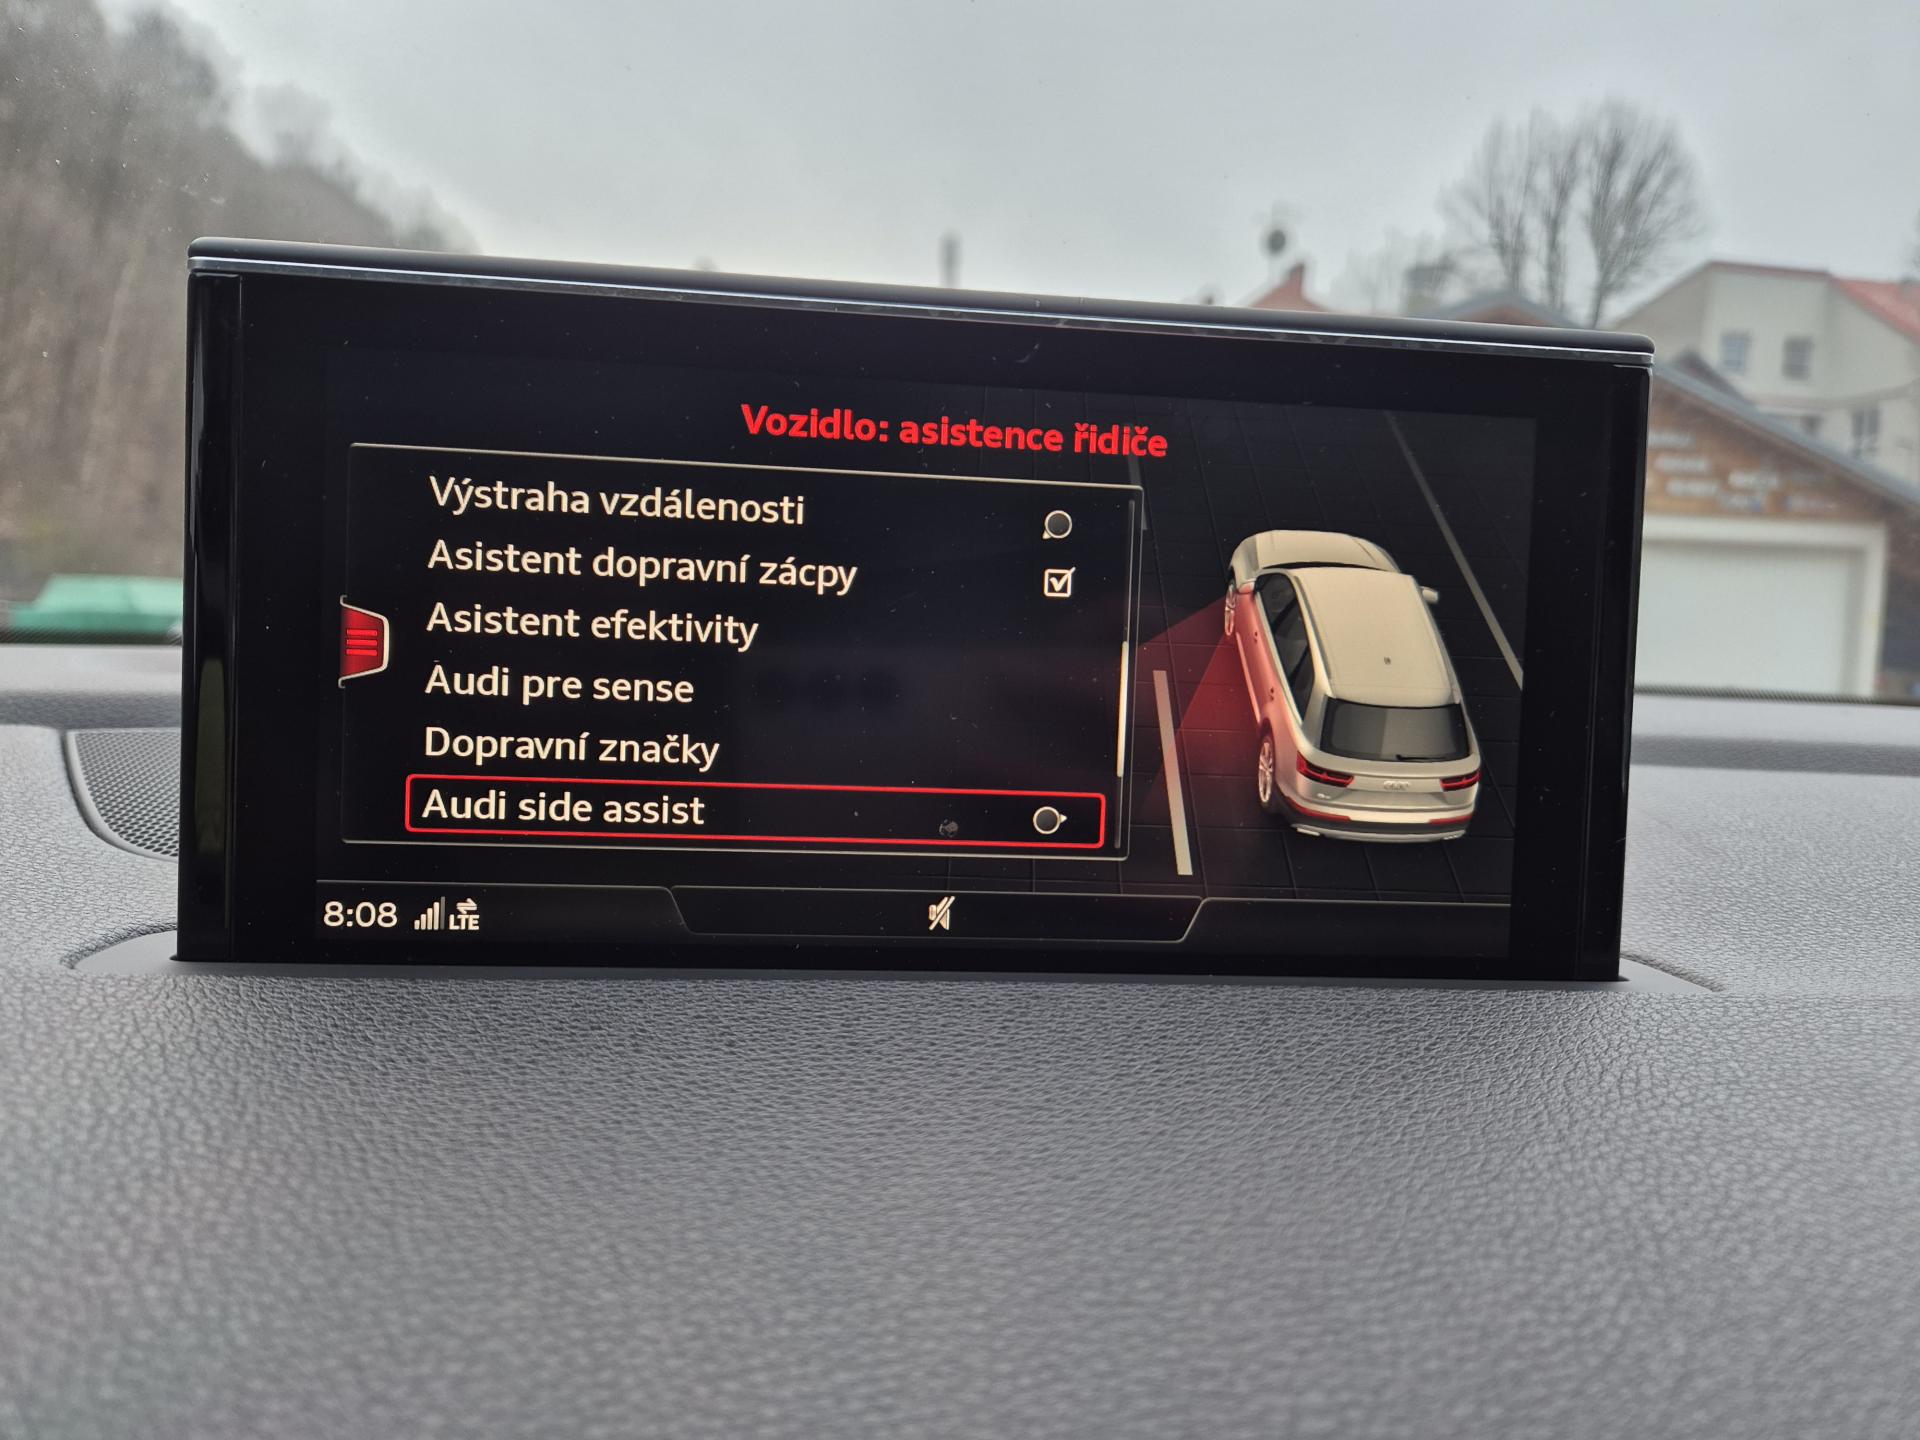 Vozidlo: asistence řidiče
Výstraha vzdálenosti
Asistent dopravní zácpy
Asistent efektivity
Audi pre sense
Dopravní značky
Audi side assist
8:08 LTE